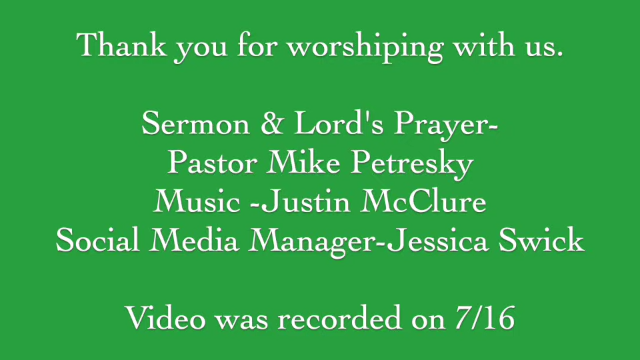 Thank you for worshiping with us.
Sermon & Lord's Prayer-
Pastor Mike Petresky
Music -Justin McClure
Social Media Manager-Jessica Swick
Video was recorded on 7/16